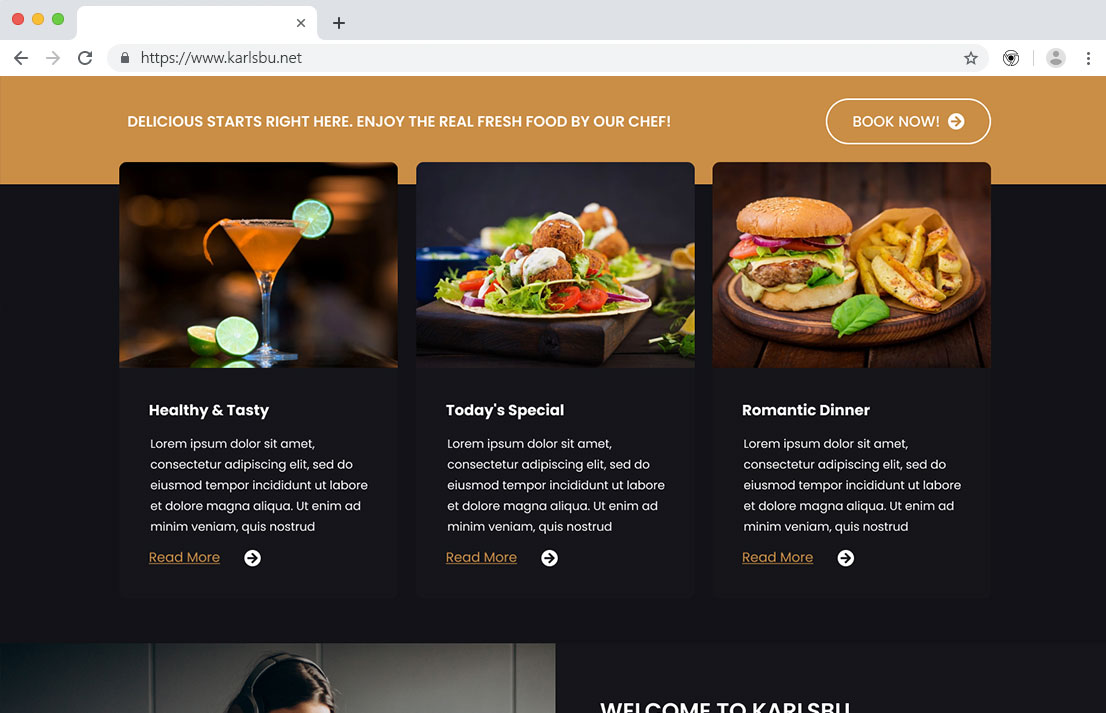 https://www.karlsbu.net
DELICIOUS STARTS RIGHT HERE. ENJOY THE REAL FRESH FOOD BY OUR CHEF!
BOOK NOW!
Healthy & Tasty
Lorem ipsum dolor sit amet,
consectetur adipiscing elit, sed do
eiusmod tempor incididunt ut labore
et dolore magna aliqua. Ut enim ad
minim veniam, quis nostrud
Read More
Today's Special
Lorem ipsum dolor sit amet,
consectetur adipiscing elit, sed do
eiusmod tempor incididunt ut labore
et dolore magna aliqua. Ut enim ad
minim veniam, quis nostrud
Read More
Romantic Dinner
Lorem ipsum dolor sit amet,
consectetur adipiscing elit, sed do
eiusmod tempor incididunt ut labore
et dolore magna aliqua. Ut enim ad
minim veniam, quis nostrud
Read More
WELCOME TO KARLSBU